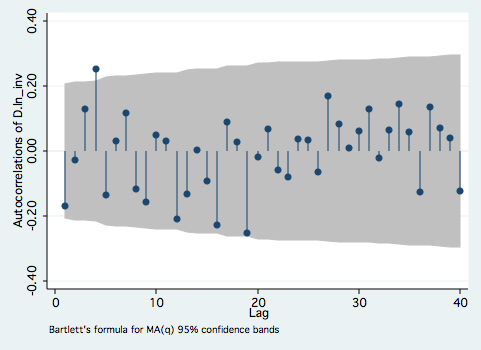 Autocorrelations of D.ln_inv
0.40
0.20
0.00
-0.20
-0.40
0 10 20 30 40
Lag
Bartlett's formula for MA(q) 95% confidence bands